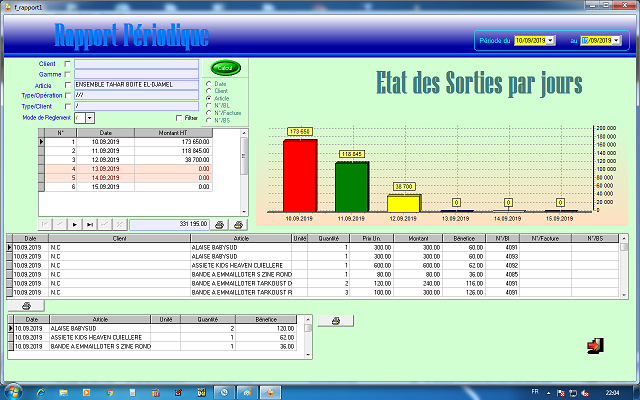 f_rapport1
Rapport Périodique
Période du 10/09/2019 au /09/2019
Client
Gamme
Article ENSEMBLE TAHAR BOITE EL-DJAMEL
Type/Opération ///
Type/Client /
Mode de Reglement /
Filtrer
Calcul
Date
Client
Article
N°/BL
N°/Facture
N°/BS
Etat des Sorties par jours
N° Date Montant HT
1 10.09.2019 173 650.00
2 11.09.2019 118 845.00
3 12.09.2019 38 700.00
4 13.09.2019 0.00
5 14.09.2019 0.00
6 15.09.2019 0.00
331 195.00
173 650
118 845
38 700
0
0
0
200 000
180 000
160 000
140 000
120 000
100 000
80 000
60 000
40 000
20 000
0
10.09.2019 11.09.2019 12.09.2019 13.09.2019 14.09.2019 15.09.2019
Date Client Article Unité Quantité Prix Un. Montant Bénefice N°/Bl N°/Facture N°/BS
10.09.2019 N.C ALAISE BABYSUD 1 300.00 300.00 60.00 4091
10.09.2019 N.C ALAISE BABYSUD 1 300.00 300.00 60.00 4093
10.09.2019 N.C ASSIETE KIDS HEAVEN CUIELLERE 1 600.00 600.00 62.00 4092
10.09.2019 N.C BANDE A EMMAILLOTER S ZINE ROND 1 80.00 80.00 36.00 4085
10.09.2019 N.C BANDE A EMMAILLOTER TARKOUST D 2 120.00 240.00 116.00 4091
10.09.2019 N.C BANDE A EMMAILLOTER TARKOUST R 3 100.00 300.00 126.00 4091
Date Article Unité Quantité Bénefice
10.09.2019 ALAISE BABYSUD 2 120.00
10.09.2019 ASSIETE KIDS HEAVEN CUIELLERE 1 62.00
10.09.2019 BANDE A EMMAILLOTER S ZINE ROND 1 36.00
FR 22:04